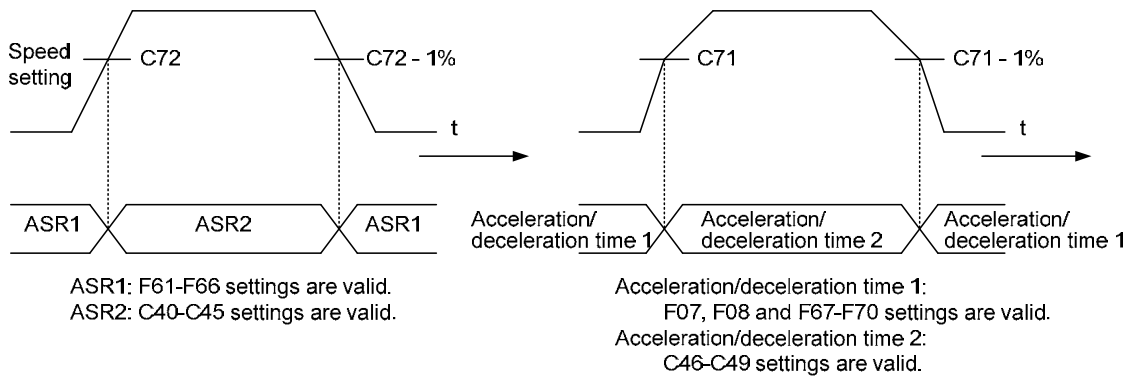 Speed
setting
C72
C72 - 1%
t
ASR1
ASR2
ASR1
ASR1: F61-F66 settings are valid.
ASR2: C40-C45 settings are valid.
C71
C71 - 1%
t
Acceleration/
deceleration time 1
Acceleration/
deceleration time 2
Acceleration/
deceleration time 1
Acceleration/deceleration time 1:
F07, F08 and F67-F70 settings are valid.
Acceleration/deceleration time 2:
C46-C49 settings are valid.